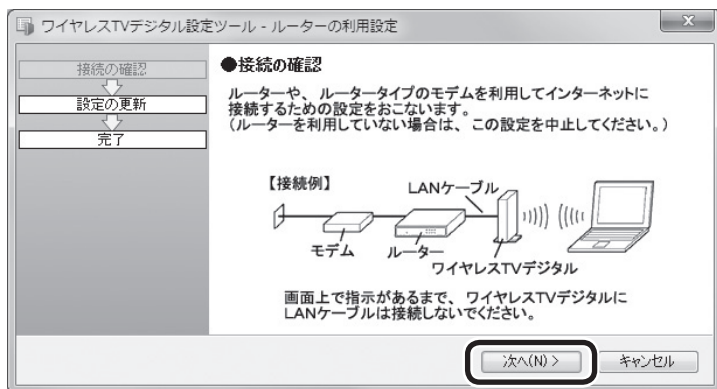 ワイヤレスTVデジタル設定ツール - ルーターの利用設定
接続の確認
設定の更新
完了
●接続の確認
ルーターや、ルータータイプのモデムを利用してインターネットに
接続するための設定をおこないます。
(ルーターを利用していない場合は、この設定を中止してください。)
【接続例】
LANケーブル
モデム
ルーター
ワイヤレスTVデジタル
画面上で指示があるまで、ワイヤレスTVデジタルに
LANケーブルは接続しないでください。
次へ(N) >
キャンセル